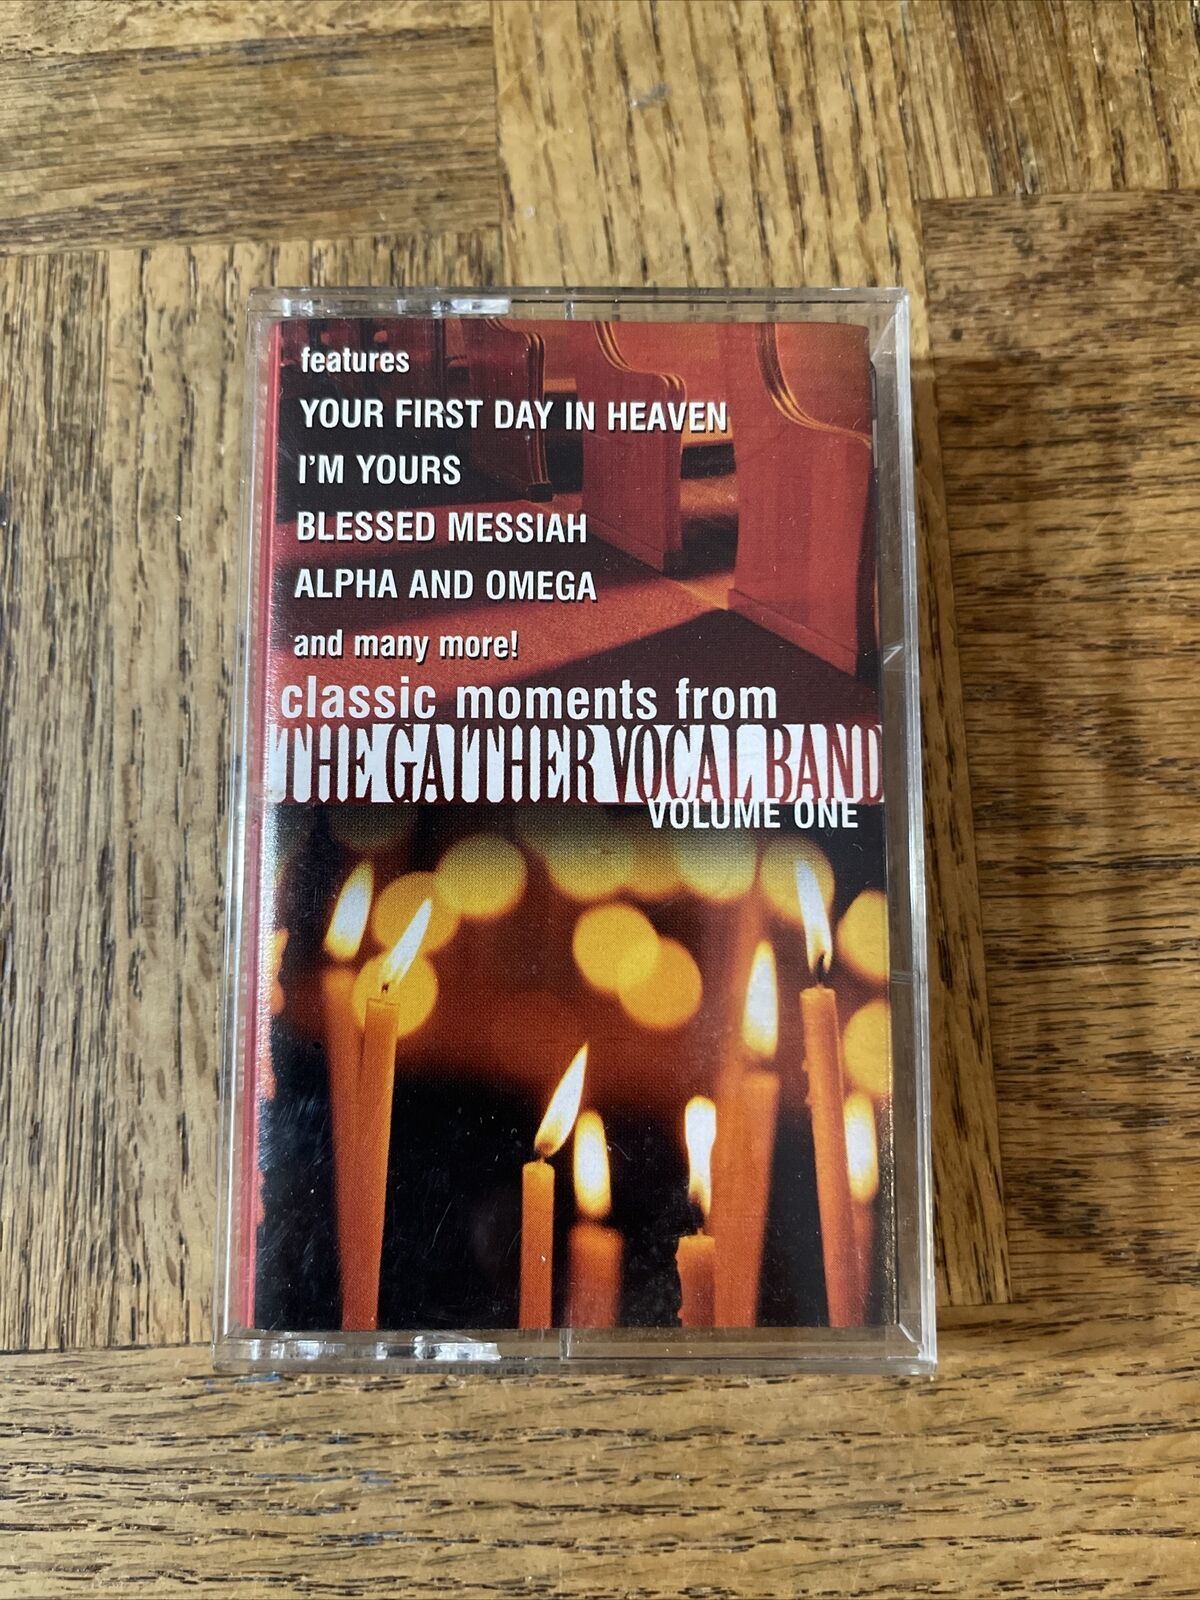 features
YOUR FIRST DAY IN HEAVEN
I'M YOURS
BLESSED MESSIAH
ALPHA AND OMEGA
and many more!
classic moments from
THE GAITHER VOCAL BAND
VOLUME ONE